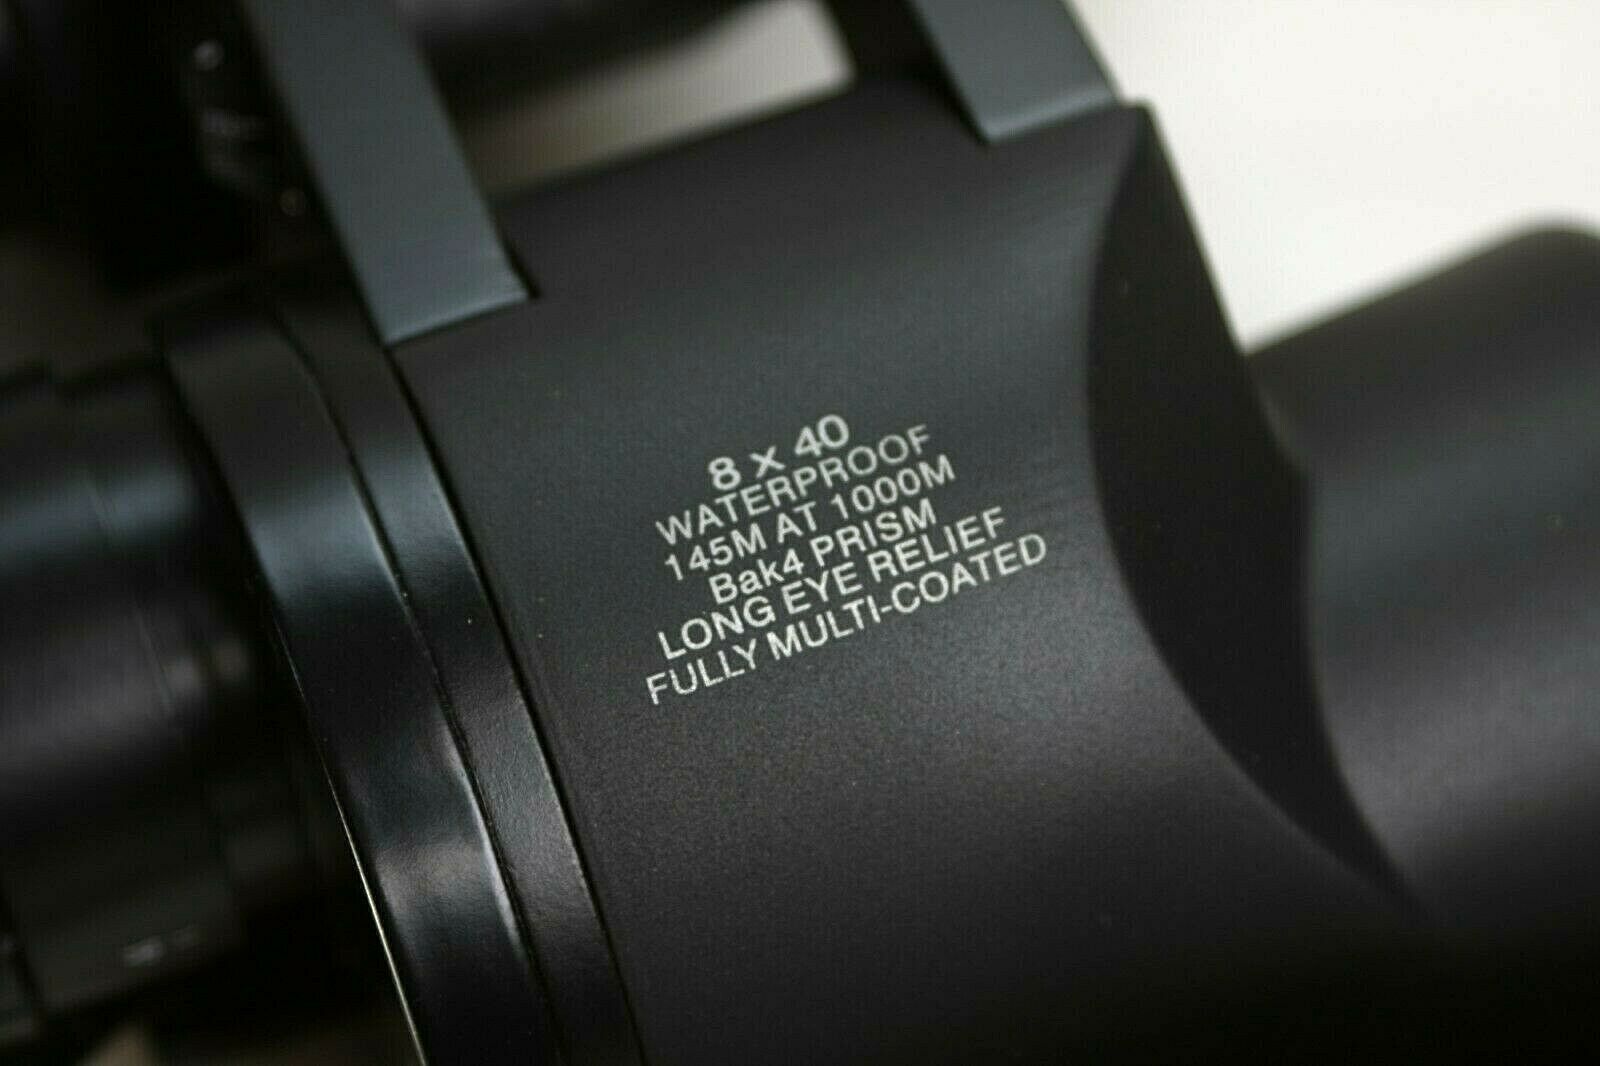 8 x 40
WATERPROOF
145M AT 1000M
Bak4 PRISM
LONG EYE RELIEF
FULLY MULTI-COATED